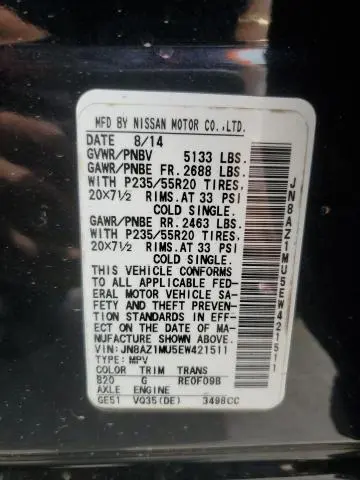 MFD BY NISSAN MOTOR CO.,LTD.
DATE 8/14
GVWR/PNBV 5133 LBS.
GAWR/PNBE FR. 2688 LBS.
WITH P235/55R20 TIRES,
20×7½ RIMS.AT 33 PSI
COLD SINGLE.
GAWR/PNBE RR. 2463 LBS.
WITH P235/55R20 TIRES,
20×7½ RIMS.AT 33 PSI
COLD SINGLE.
THIS VEHICLE CONFORMS
TO ALL APPLICABLE FED-
ERAL MOTOR VEHICLE SA-
FETY AND THEFT PREVEN-
TION STANDARDS IN EFF-
ECT ON THE DATE OF MA-
NUFACTURE SHOWN ABOVE.
VIN: JN8AZ1MU5EW421511
TYPE: MPV
COLOR TRIM TRANS
B20 G RE0F09B
AXLE ENGINE
GE51 VQ35(DE) 3498CC
JN8AZ1MU5EW421511